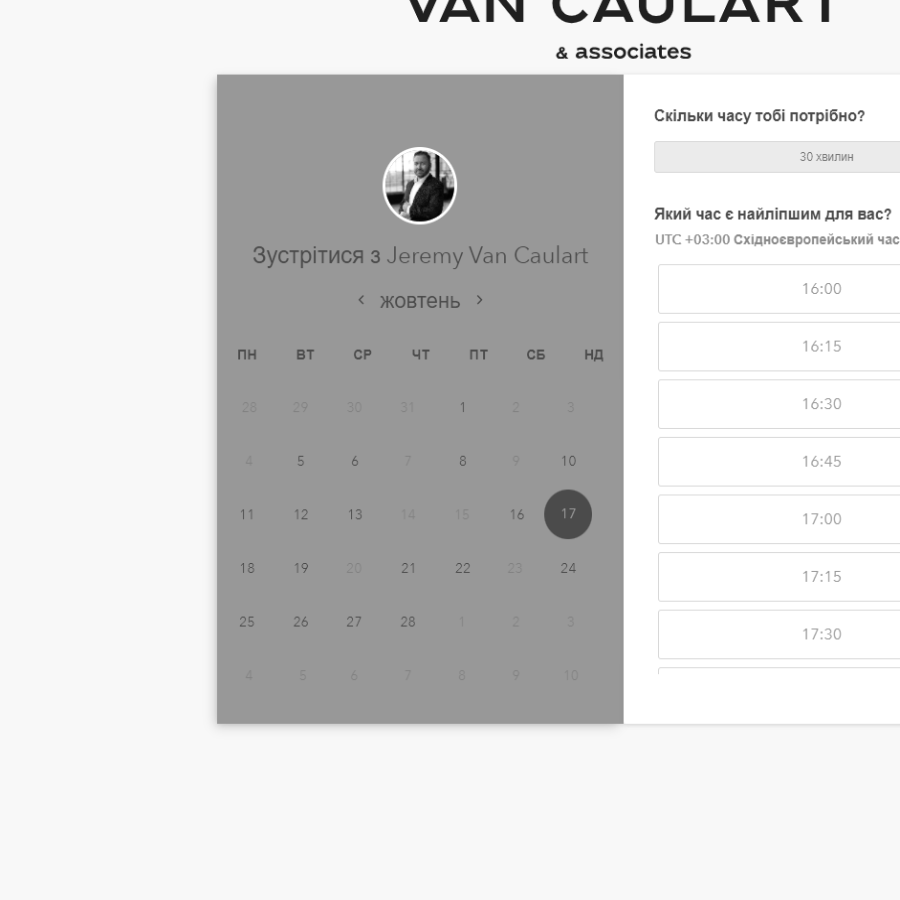 VAN CAULART
& associates
Зустрітися з Jeremy Van Caulart
жовтень
ПН ВТ СР ЧТ ПТ СБ НД
28 29 30 31 1 2 3
4 5 6 7 8 9 10
11 12 13 14 15 16 17
18 19 20 21 22 23 24
25 26 27 28 1 2 3
4 5 6 7 8 9 10
Скільки часу тобі потрібно?
30 хвилин
Який час є найліпшим для вас?
UTC +03:00 Східноєвропейський час
16:00
16:15
16:30
16:45
17:00
17:15
17:30